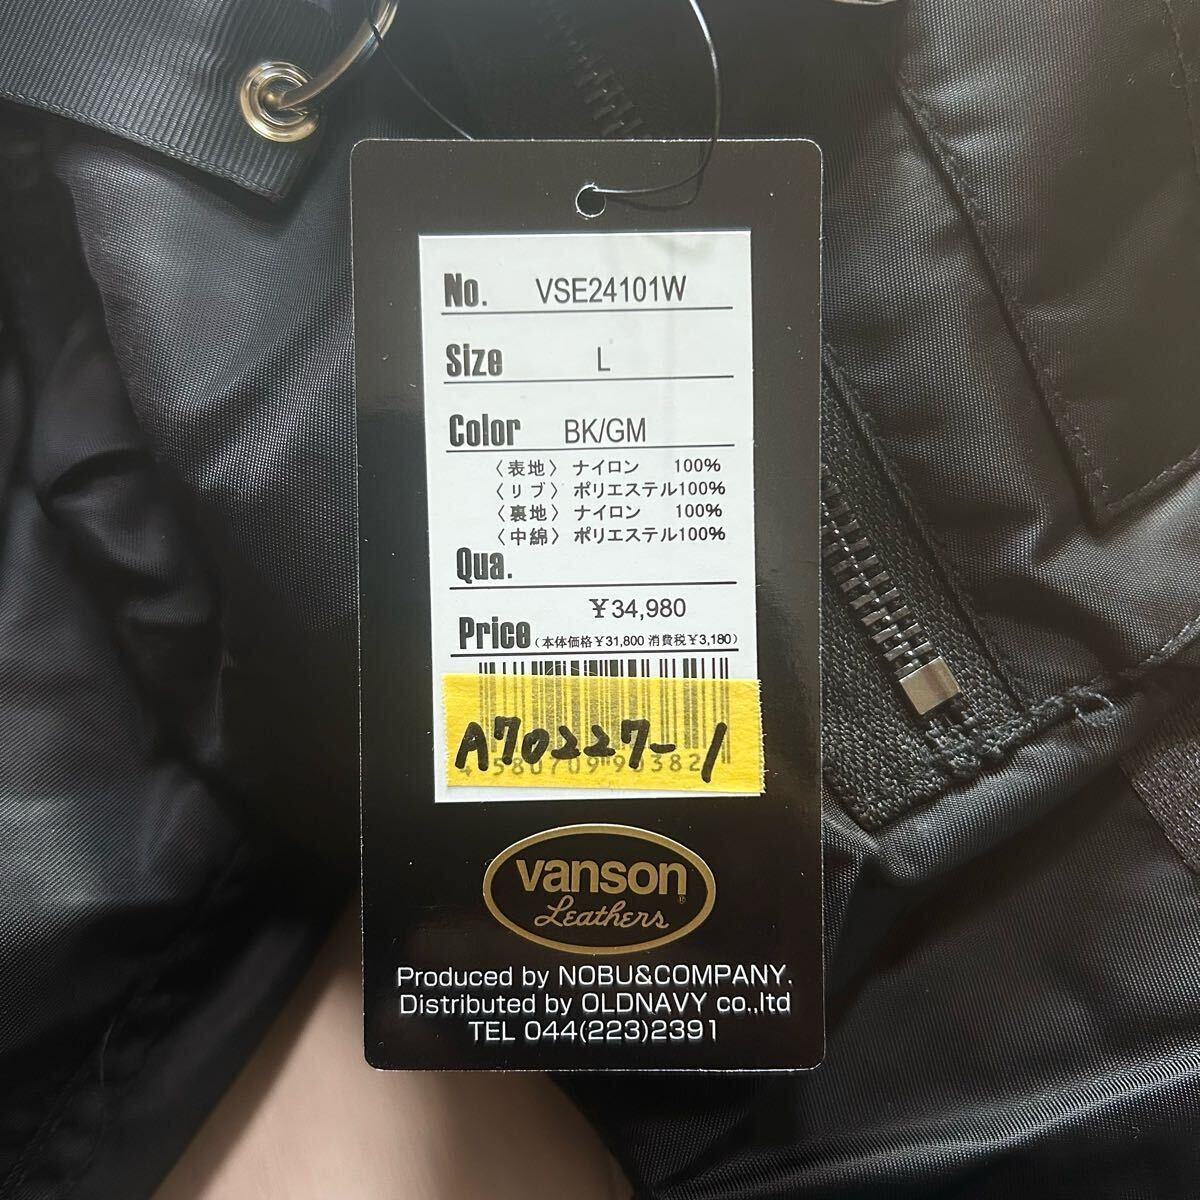 No. VSE24101W
Size L
Color BK/GM
〈表地〉ナイロン 100%
〈リブ〉ポリエステル100%
〈裏地〉ナイロン 100%
〈中綿〉ポリエステル100%
Qua.
¥34,980
Price (本体価格¥31,800 消費税¥3,180)
A70227-1
4 580709 990382
vanson®
Leathers
Produced by NOBU&COMPANY.
Distributed by OLDNAVY co.,ltd
TEL 044(223)2391